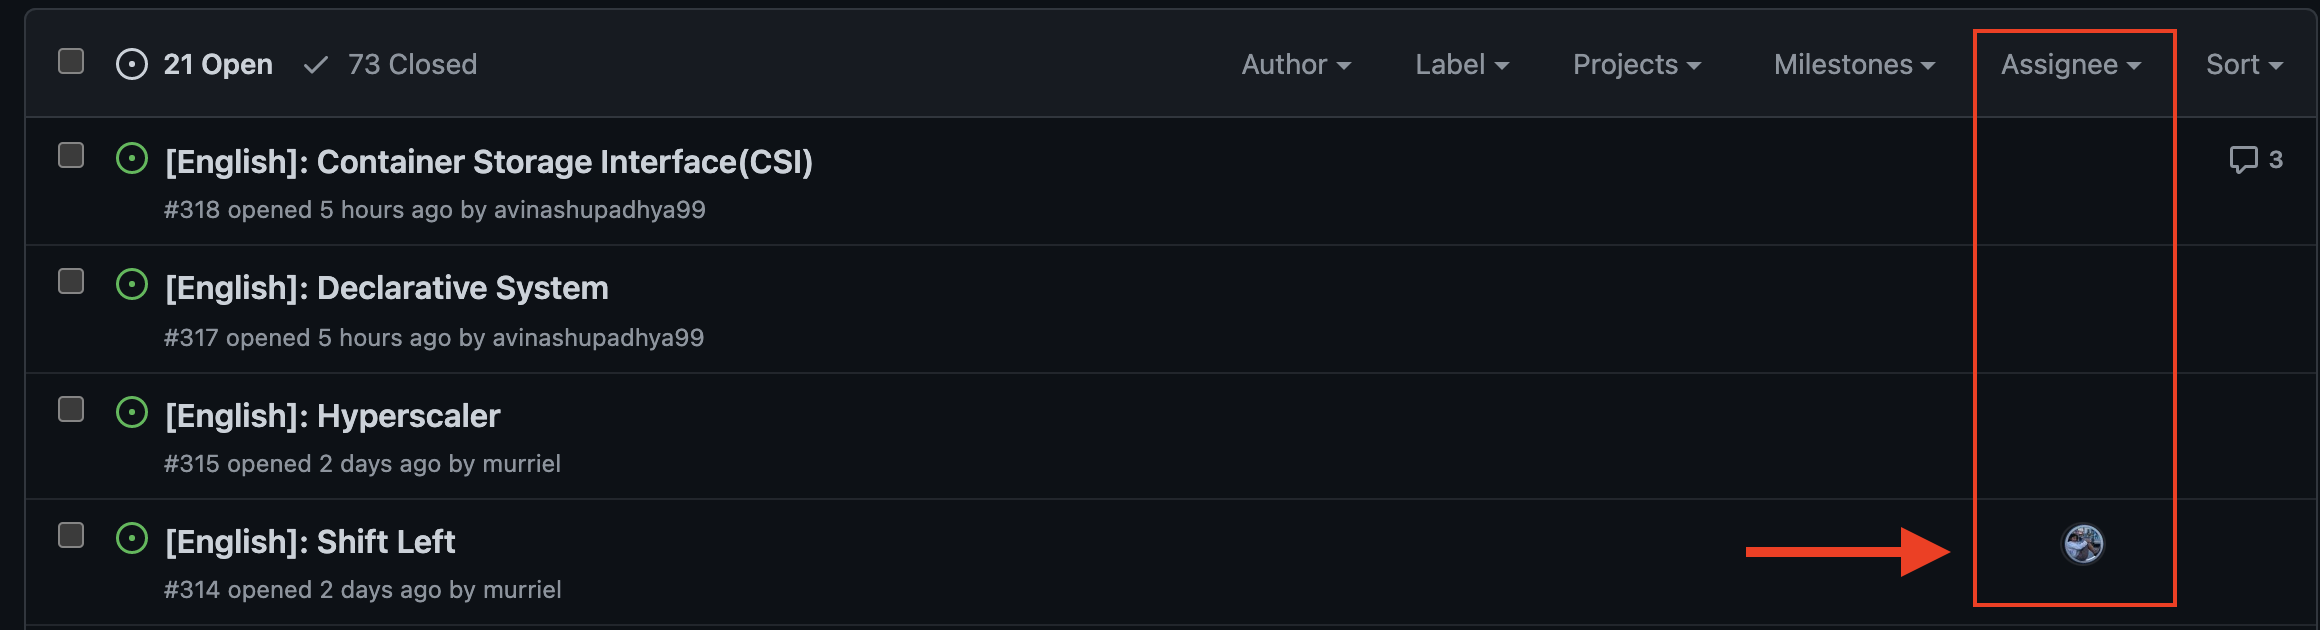 21 Open 73 Closed Author Label Projects Milestones Assignee Sort
[English]: Container Storage Interface(CSI) 3
#318 opened 5 hours ago by avinashupadhya99
[English]: Declarative System
#317 opened 5 hours ago by avinashupadhya99
[English]: Hyperscaler
#315 opened 2 days ago by murriel
[English]: Shift Left
#314 opened 2 days ago by murriel